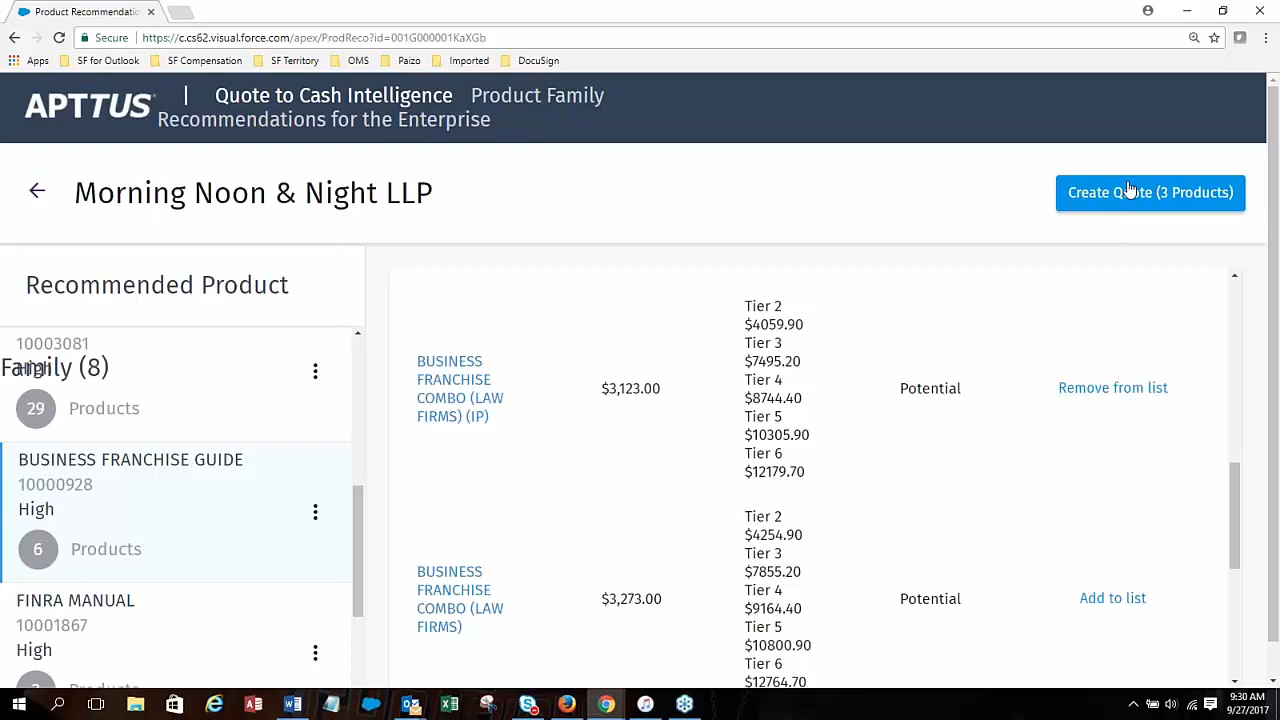 Product Recommendatic
Secure
https://c.cs62.visual.force.com/apex/ProdReco?id=001G000001KaXGb
Apps
SF for Outlook
SF Compensation
SF Territory
OMS
Paizo
Imported
DocuSign
APTTUS | Quote to Cash Intelligence Product Family
Recommendations for the Enterprise
Morning Noon & Night LLP
Create Quote (3 Products)
Recommended Product
Family (8)
10003081
High
29 Products
BUSINESS FRANCHISE GUIDE
10000928
High
6 Products
FINRA MANUAL
10001867
High
Products
BUSINESS
FRANCHISE
COMBO (LAW
FIRMS) (IP)
$3,123.00
Tier 2
$4059.90
Tier 3
$7495.20
Tier 4
$8744.40
Tier 5
$10305.90
Tier 6
$12179.70
Potential
Remove from list
BUSINESS
FRANCHISE
COMBO (LAW
FIRMS)
$3,273.00
Tier 2
$4254.90
Tier 3
$7855.20
Tier 4
$9164.40
Tier 5
$10800.90
Tier 6
$12764.70
Potential
Add to list
9:30 AM
9/27/2017